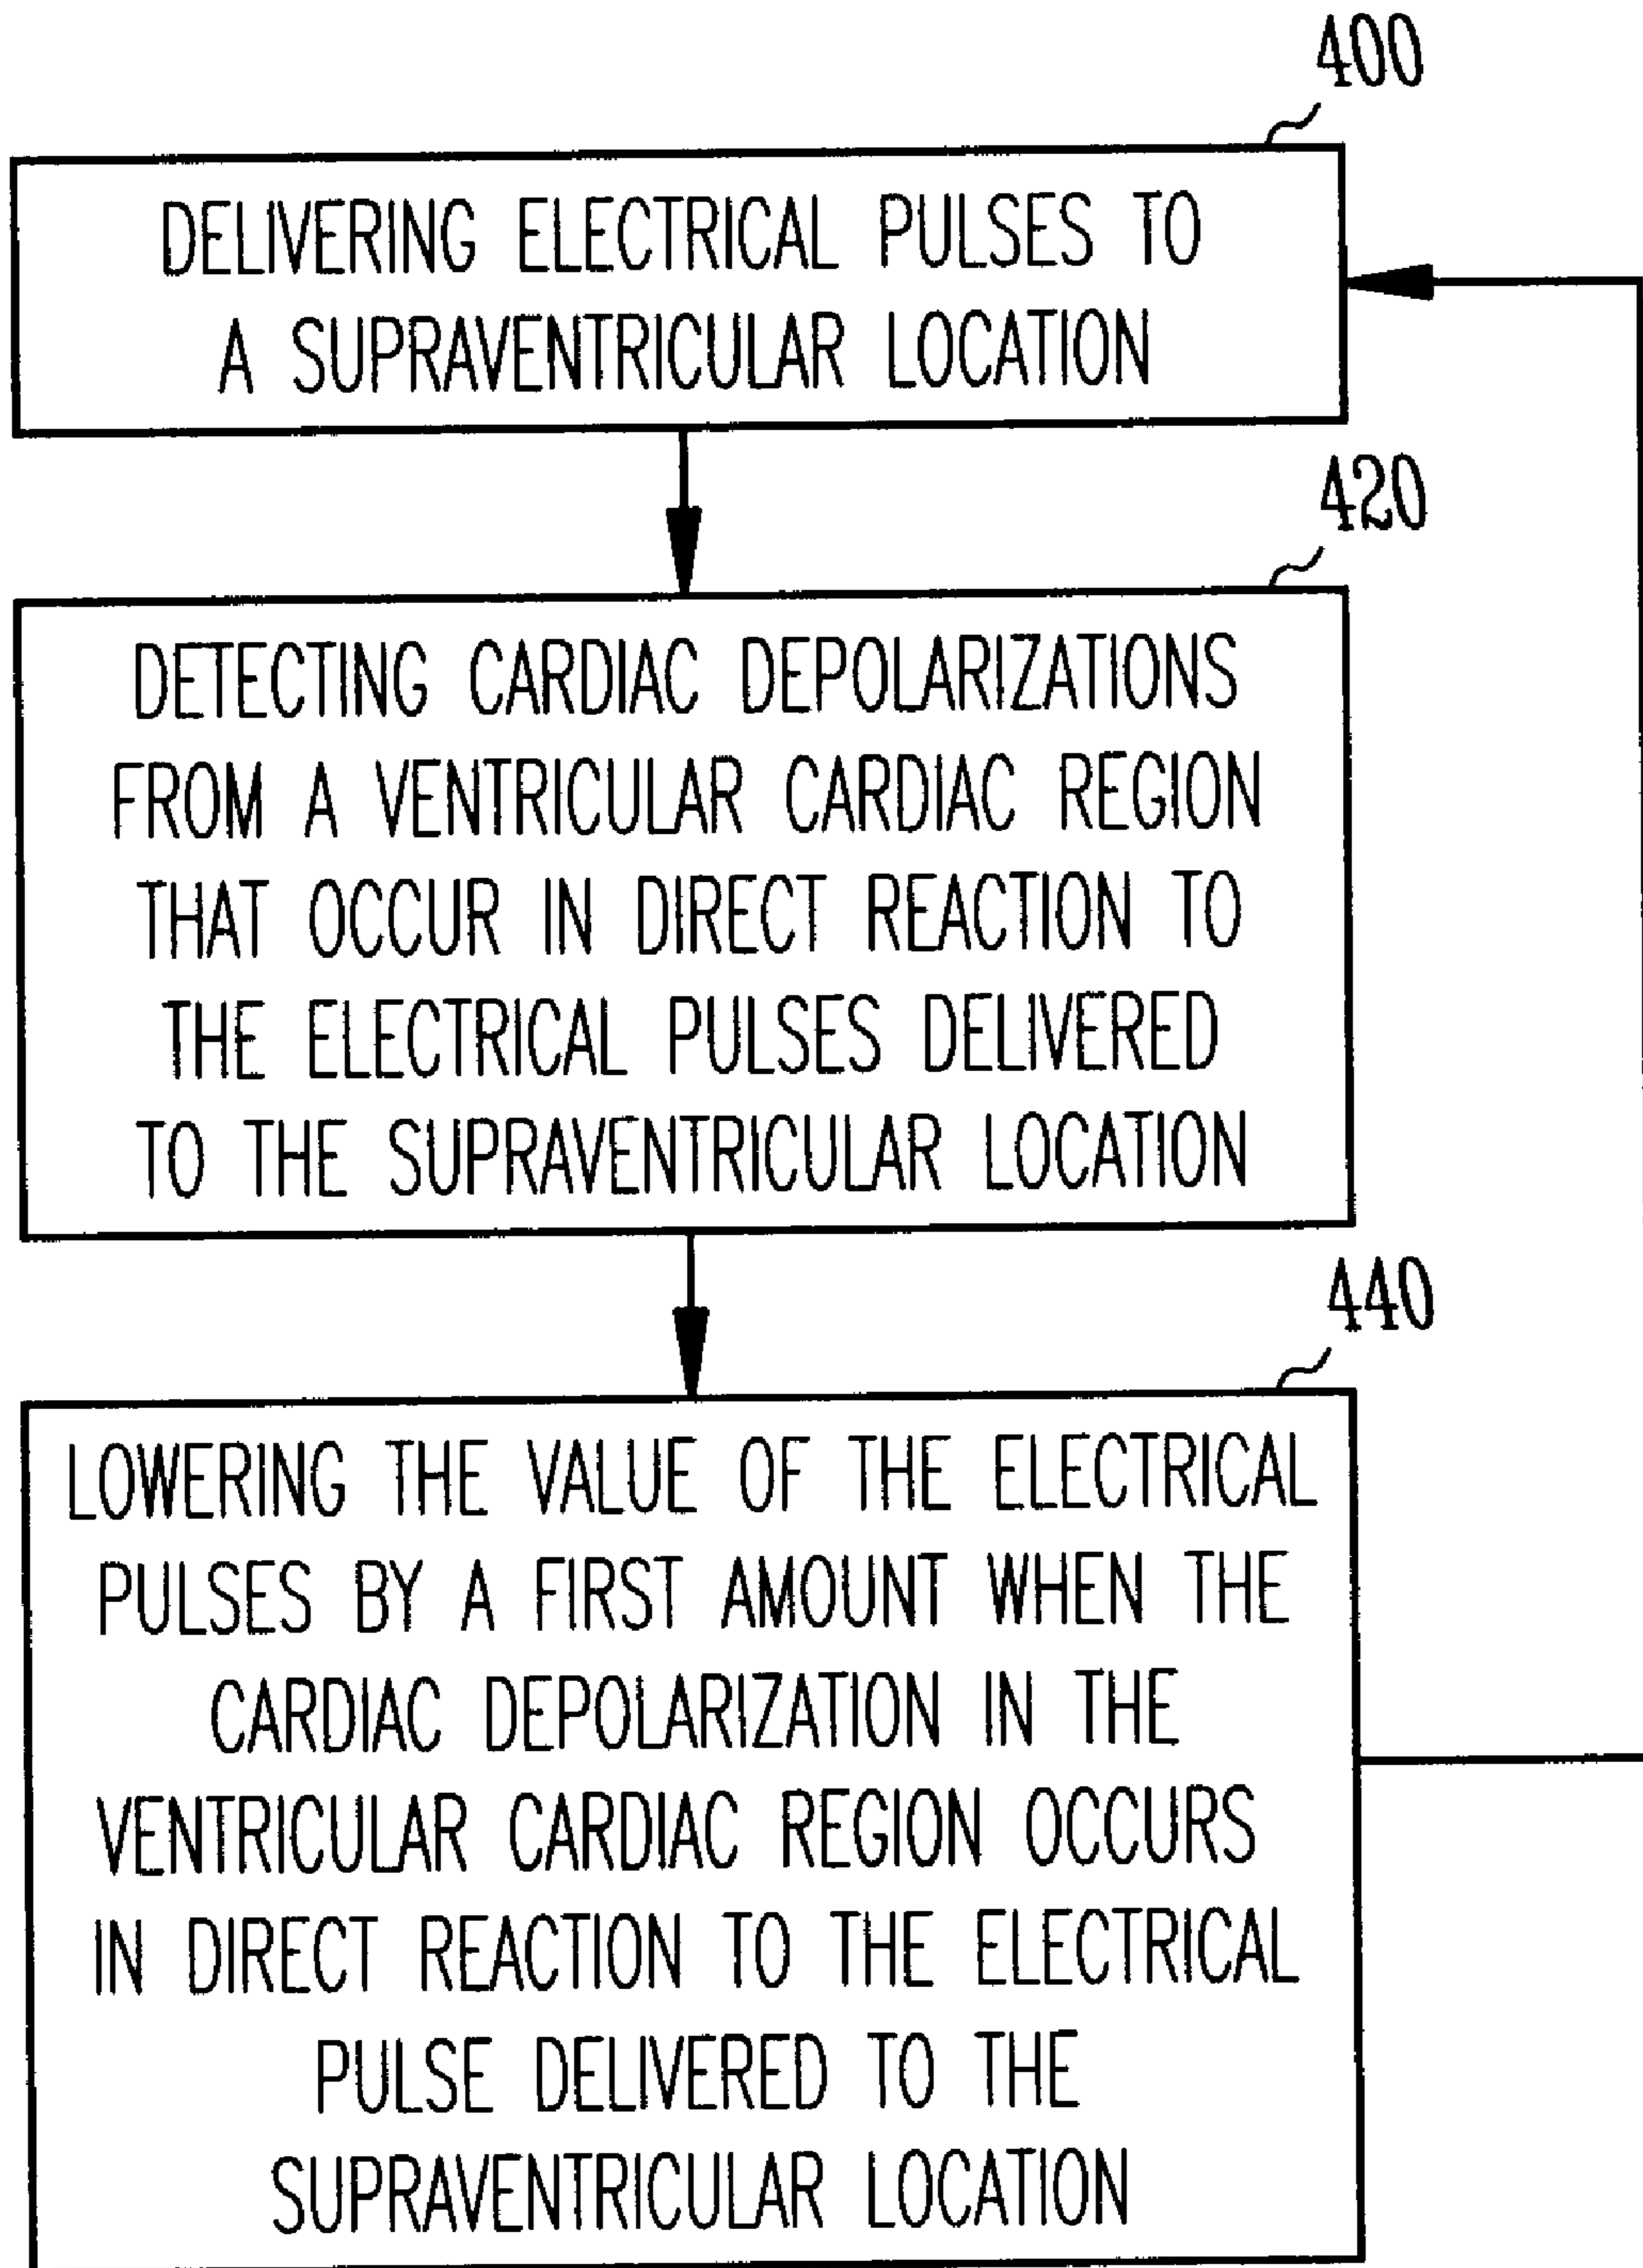 400
DELIVERING ELECTRICAL PULSES TO
A SUPRAVENTRICULAR LOCATION
420
DETECTING CARDIAC DEPOLARIZATIONS
FROM A VENTRICULAR CARDIAC REGION
THAT OCCUR IN DIRECT REACTION TO
THE ELECTRICAL PULSES DELIVERED
TO THE SUPRAVENTRICULAR LOCATION
440
LOWERING THE VALUE OF THE ELECTRICAL
PULSES BY A FIRST AMOUNT WHEN THE
CARDIAC DEPOLARIZATION IN THE
VENTRICULAR CARDIAC REGION OCCURS
IN DIRECT REACTION TO THE ELECTRICAL
PULSE DELIVERED TO THE
SUPRAVENTRICULAR LOCATION